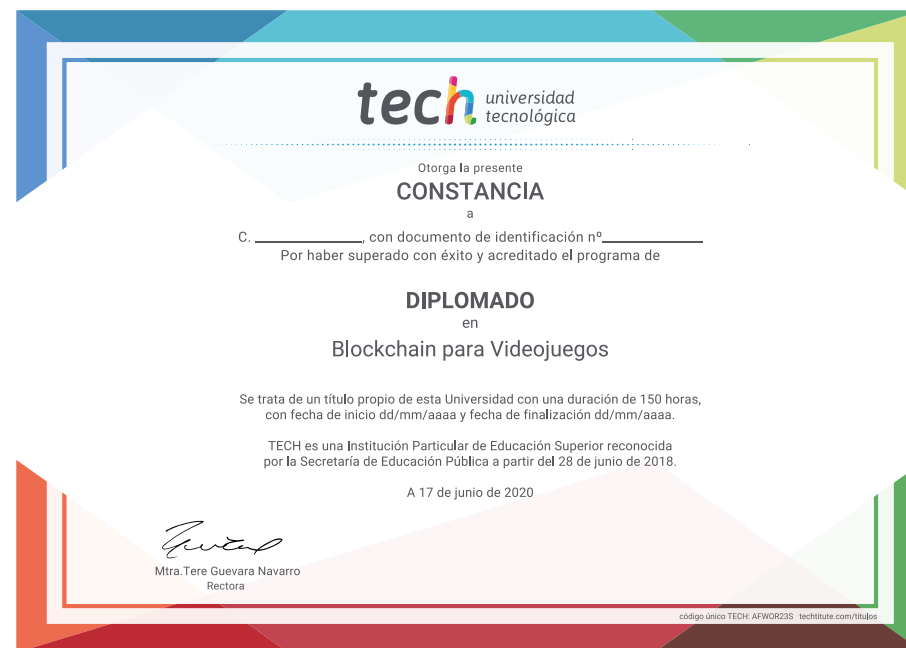 tech universidad
tecnológica
Otorga la presente
CONSTANCIA
a
C. ______________, con documento de identificación nº______________
Por haber superado con éxito y acreditado el programa de
DIPLOMADO
en
Blockchain para Videojuegos
Se trata de un título propio de esta Universidad con una duración de 150 horas,
con fecha de inicio dd/mm/aaaa y fecha de finalización dd/mm/aaaa.
TECH es una Institución Particular de Educación Superior reconocida
por la Secretaría de Educación Pública a partir del 28 de junio de 2018.
A 17 de junio de 2020
Mtra.Tere Guevara Navarro
Rectora
código único TECH: AFWOR23S techtitute.com/titulos